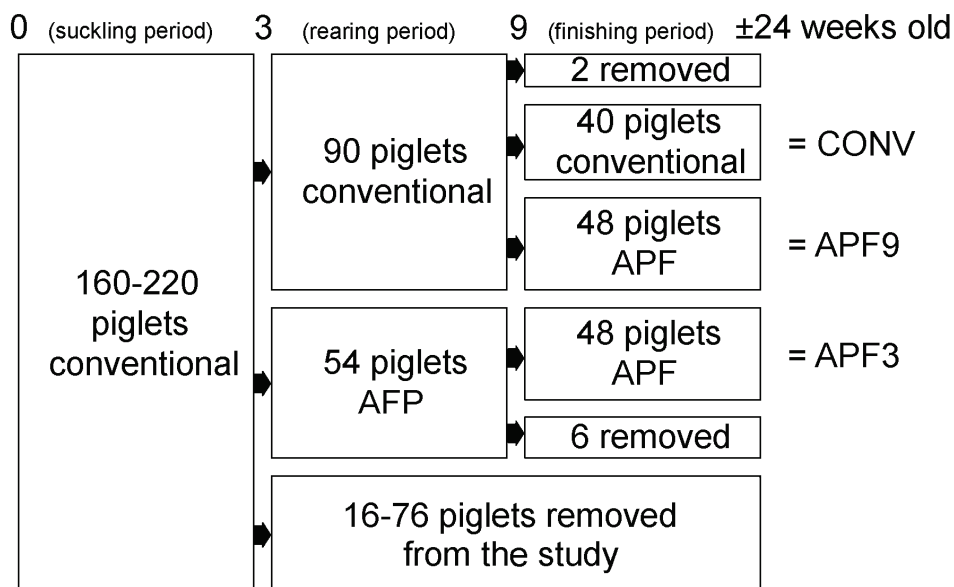 0 (suckling period) 3 (rearing period) 9 (finishing period) ±24 weeks old
160-220
piglets
conventional
90 piglets
conventional
54 piglets
AFP
16-76 piglets removed
from the study
2 removed
40 piglets
conventional
= CONV
48 piglets
APF
= APF9
48 piglets
APF
= APF3
6 removed